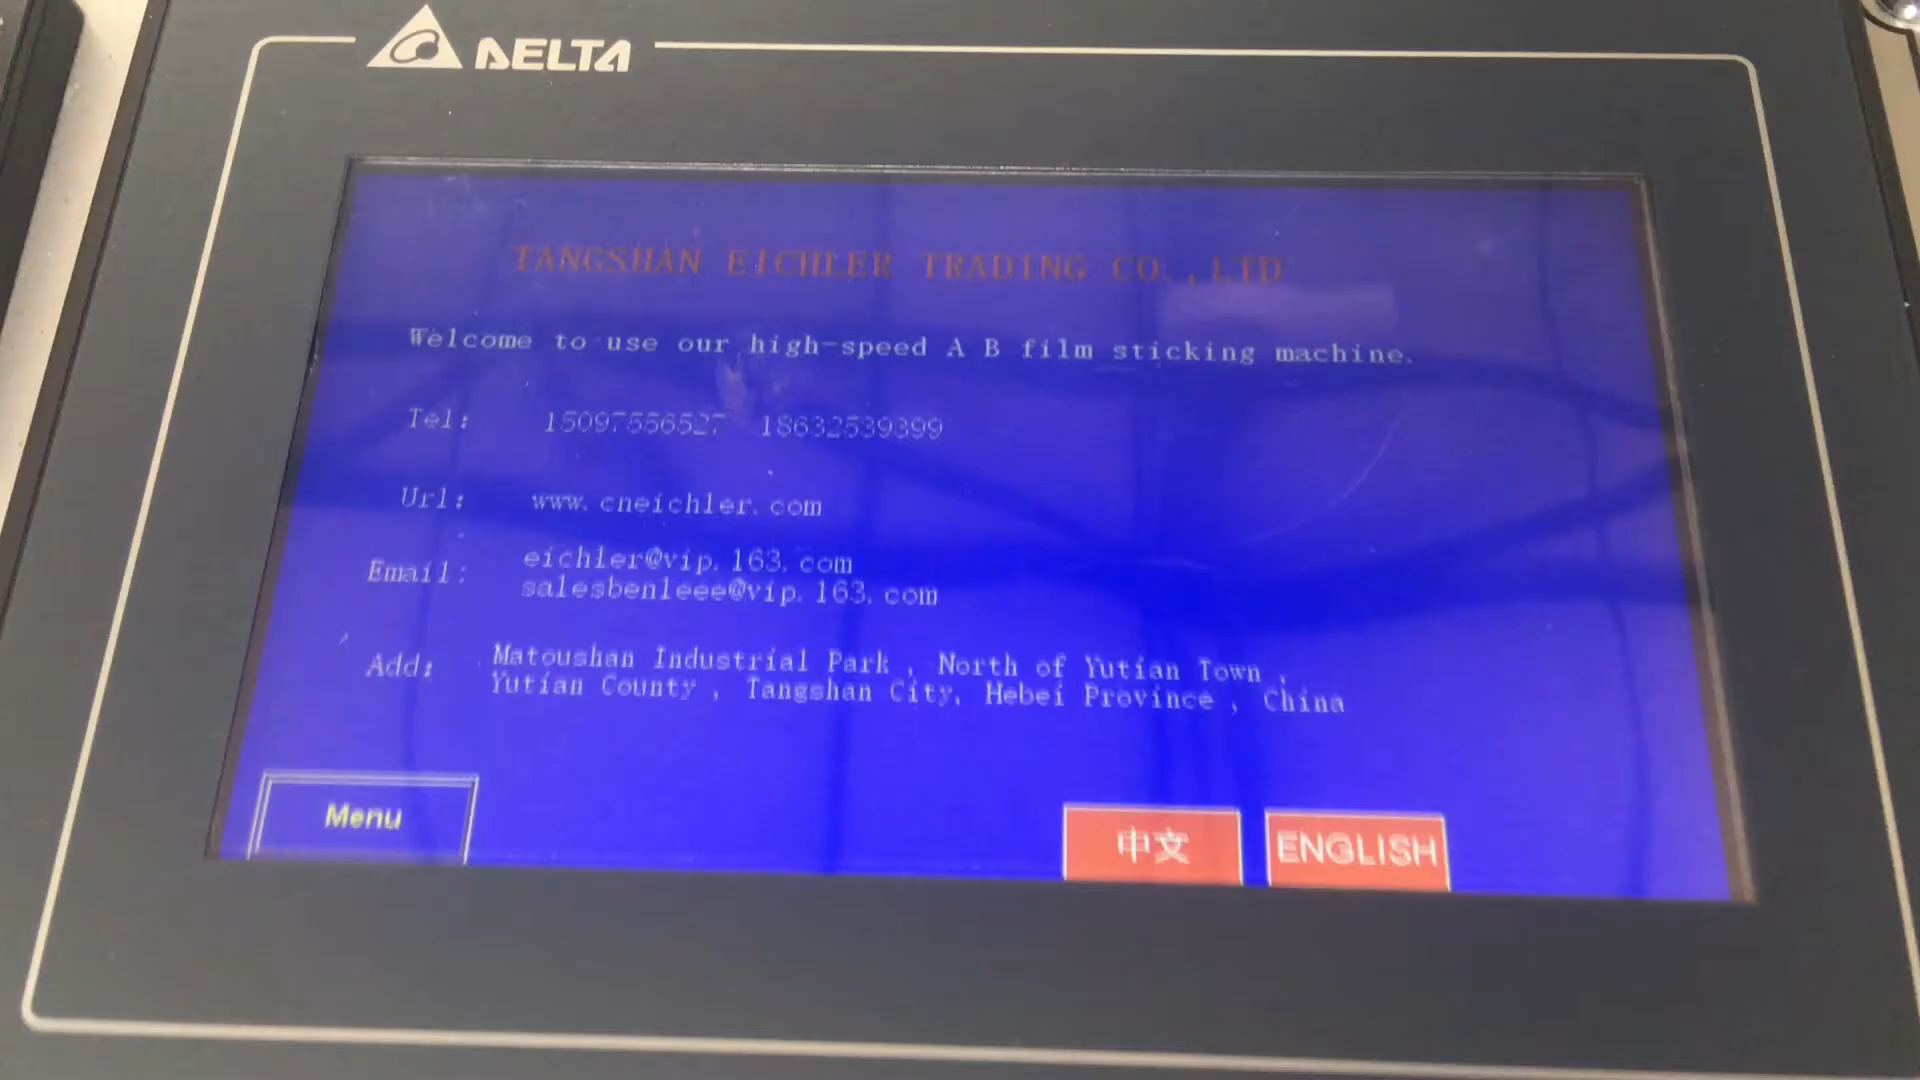 DELTA
TANGSHAN EICHLER TRADING CO.,LTD
Welcome to use our high-speed A B film sticking machine.
Tel: 15097556527 18632539399
Url: www.cneichler.com
Email: eichler@vip.163.com
salesbenleee@vip.163.com
Add: Matoushan Industrial Park , North of Yutian Town ,
Yutian County , Tangshan City, Hebei Province , China
Menu
中文
ENGLISH